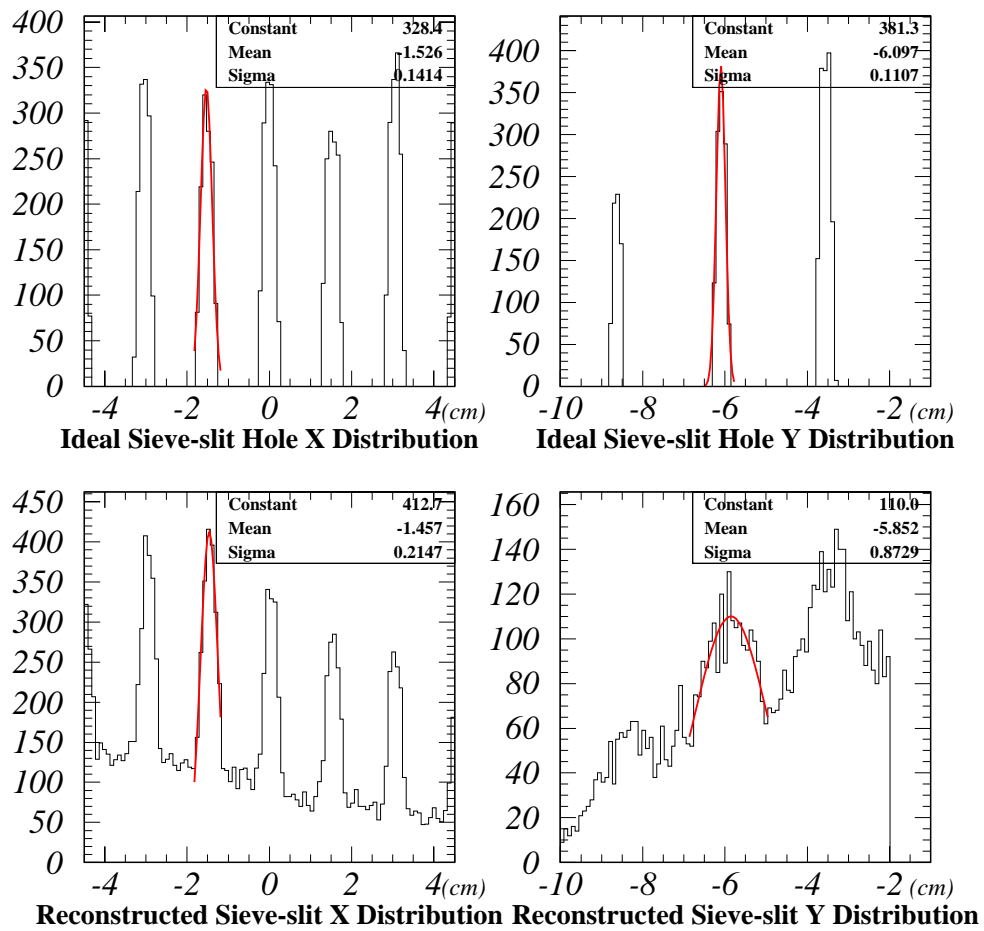 400
350
300
250
200
150
100
50
0
Constant 328.4
Mean -1.526
Sigma 0.1414
-4 -2 0 2 4 (cm)
Ideal Sieve-slit Hole X Distribution
400
350
300
250
200
150
100
50
0
Constant 381.3
Mean -6.097
Sigma 0.1107
-10 -8 -6 -4 -2 (cm)
Ideal Sieve-slit Hole Y Distribution
450
400
350
300
250
200
150
100
50
0
Constant 412.7
Mean -1.457
Sigma 0.2147
-4 -2 0 2 4 (cm)
Reconstructed Sieve-slit X Distribution
160
140
120
100
80
60
40
20
0
Constant 110.0
Mean -5.852
Sigma 0.8729
-10 -8 -6 -4 -2 (cm)
Reconstructed Sieve-slit Y Distribution